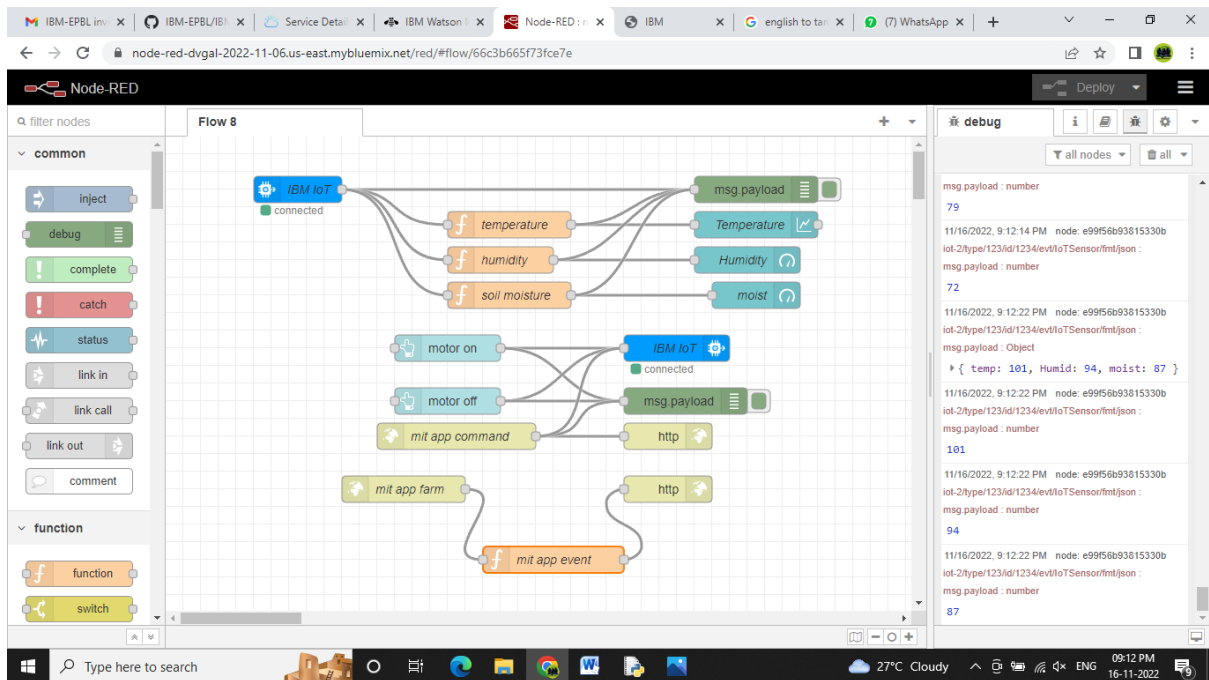 IBM-EPBL inv
IBM-EPBL/IBM
Service Detail
IBM Watson
Node-RED : n
IBM
english to tan
(7) WhatsApp
node-red-dvgal-2022-11-06.us-east.mybluemix.net/red/#flow/66c3b665f73fce7e
Node-RED
Deploy
filter nodes
Flow 8
debug
i
all nodes
all
common
inject
debug
complete
catch
status
link in
link call
link out
comment
function
function
switch
IBM IoT
connected
msg.payload
temperature
Temperature
humidity
Humidity
soil moisture
moist
motor on
IBM IoT
connected
motor off
msg.payload
mit app command
http
mit app farm
http
mit app event
msg.payload : number
79
11/16/2022, 9:12:14 PM node: e99f56b93815330b
iot-2/type/123/id/1234/evt/IoTSensor/fmt/json :
msg.payload : number
72
11/16/2022, 9:12:22 PM node: e99f56b93815330b
iot-2/type/123/id/1234/evt/IoTSensor/fmt/json :
msg.payload : Object
{ temp: 101, Humid: 94, moist: 87 }
11/16/2022, 9:12:22 PM node: e99f56b93815330b
iot-2/type/123/id/1234/evt/IoTSensor/fmt/json :
msg.payload : number
101
11/16/2022, 9:12:22 PM node: e99f56b93815330b
iot-2/type/123/id/1234/evt/IoTSensor/fmt/json :
msg.payload : number
94
11/16/2022, 9:12:22 PM node: e99f56b93815330b
iot-2/type/123/id/1234/evt/IoTSensor/fmt/json :
msg.payload : number
87
Type here to search
27°C Cloudy
ENG
09:12 PM
16-11-2022